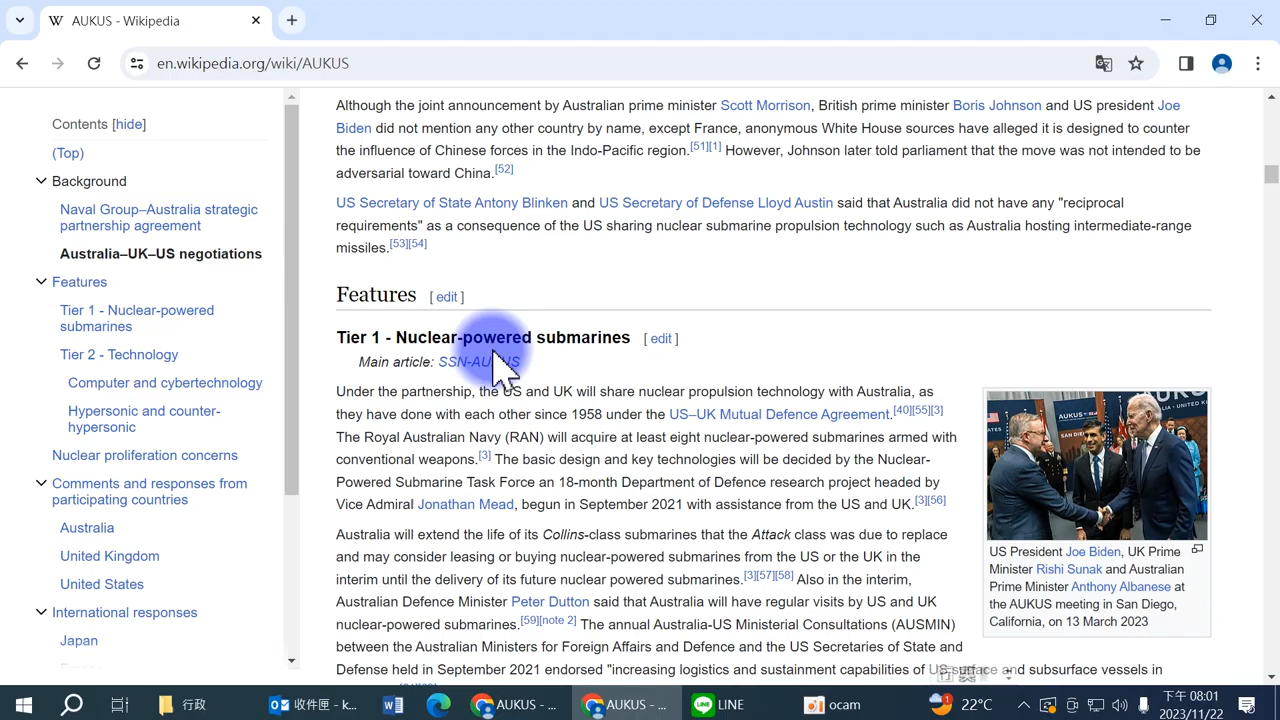 AUKUS - Wikipedia
en.wikipedia.org/wiki/AUKUS
Contents [hide]
(Top)
Background
Naval Group–Australia strategic
partnership agreement
Australia–UK–US negotiations
Features
Tier 1 - Nuclear-powered
submarines
Tier 2 - Technology
Computer and cybertechnology
Hypersonic and counter-
hypersonic
Nuclear proliferation concerns
Comments and responses from
participating countries
Australia
United Kingdom
United States
International responses
Japan
Although the joint announcement by Australian prime minister Scott Morrison, British prime minister Boris Johnson and US president Joe
Biden did not mention any other country by name, except France, anonymous White House sources have alleged it is designed to counter
the influence of Chinese forces in the Indo-Pacific region.[51][1] However, Johnson later told parliament that the move was not intended to be
adversarial toward China.[52]
US Secretary of State Antony Blinken and US Secretary of Defense Lloyd Austin said that Australia did not have any "reciprocal
requirements" as a consequence of the US sharing nuclear submarine propulsion technology such as Australia hosting intermediate-range
missiles.[53][54]
Features [ edit ]
Tier 1 - Nuclear-powered submarines [ edit ]
Main article: SSN-AUKUS
Under the partnership, the US and UK will share nuclear propulsion technology with Australia, as
they have done with each other since 1958 under the US–UK Mutual Defence Agreement.[40][55][3]
The Royal Australian Navy (RAN) will acquire at least eight nuclear-powered submarines armed with
conventional weapons.[3] The basic design and key technologies will be decided by the Nuclear-
Powered Submarine Task Force an 18-month Department of Defence research project headed by
Vice Admiral Jonathan Mead, begun in September 2021 with assistance from the US and UK.[3][56]
Australia will extend the life of its Collins-class submarines that the Attack class was due to replace
and may consider leasing or buying nuclear-powered submarines from the US or the UK in the
interim until the delivery of its future nuclear powered submarines.[3][57][58] Also in the interim,
Australian Defence Minister Peter Dutton said that Australia will have regular visits by US and UK
nuclear-powered submarines.[59][note 2] The annual Australia-US Ministerial Consultations (AUSMIN)
between the Australian Ministers for Foreign Affairs and Defence and the US Secretaries of State and
Defense held in September 2021 endorsed "increasing logistics and sustainment capabilities of US surface and subsurface vessels in
AUKUS
SAN DIEGO
US President Joe Biden, UK Prime
Minister Rishi Sunak and Australian
Prime Minister Anthony Albanese at
the AUKUS meeting in San Diego,
California, on 13 March 2023
行政
收件匣 - k...
AUKUS - ...
AUKUS - ...
LINE
ocam
22°C
下午 08:01
2023/11/22